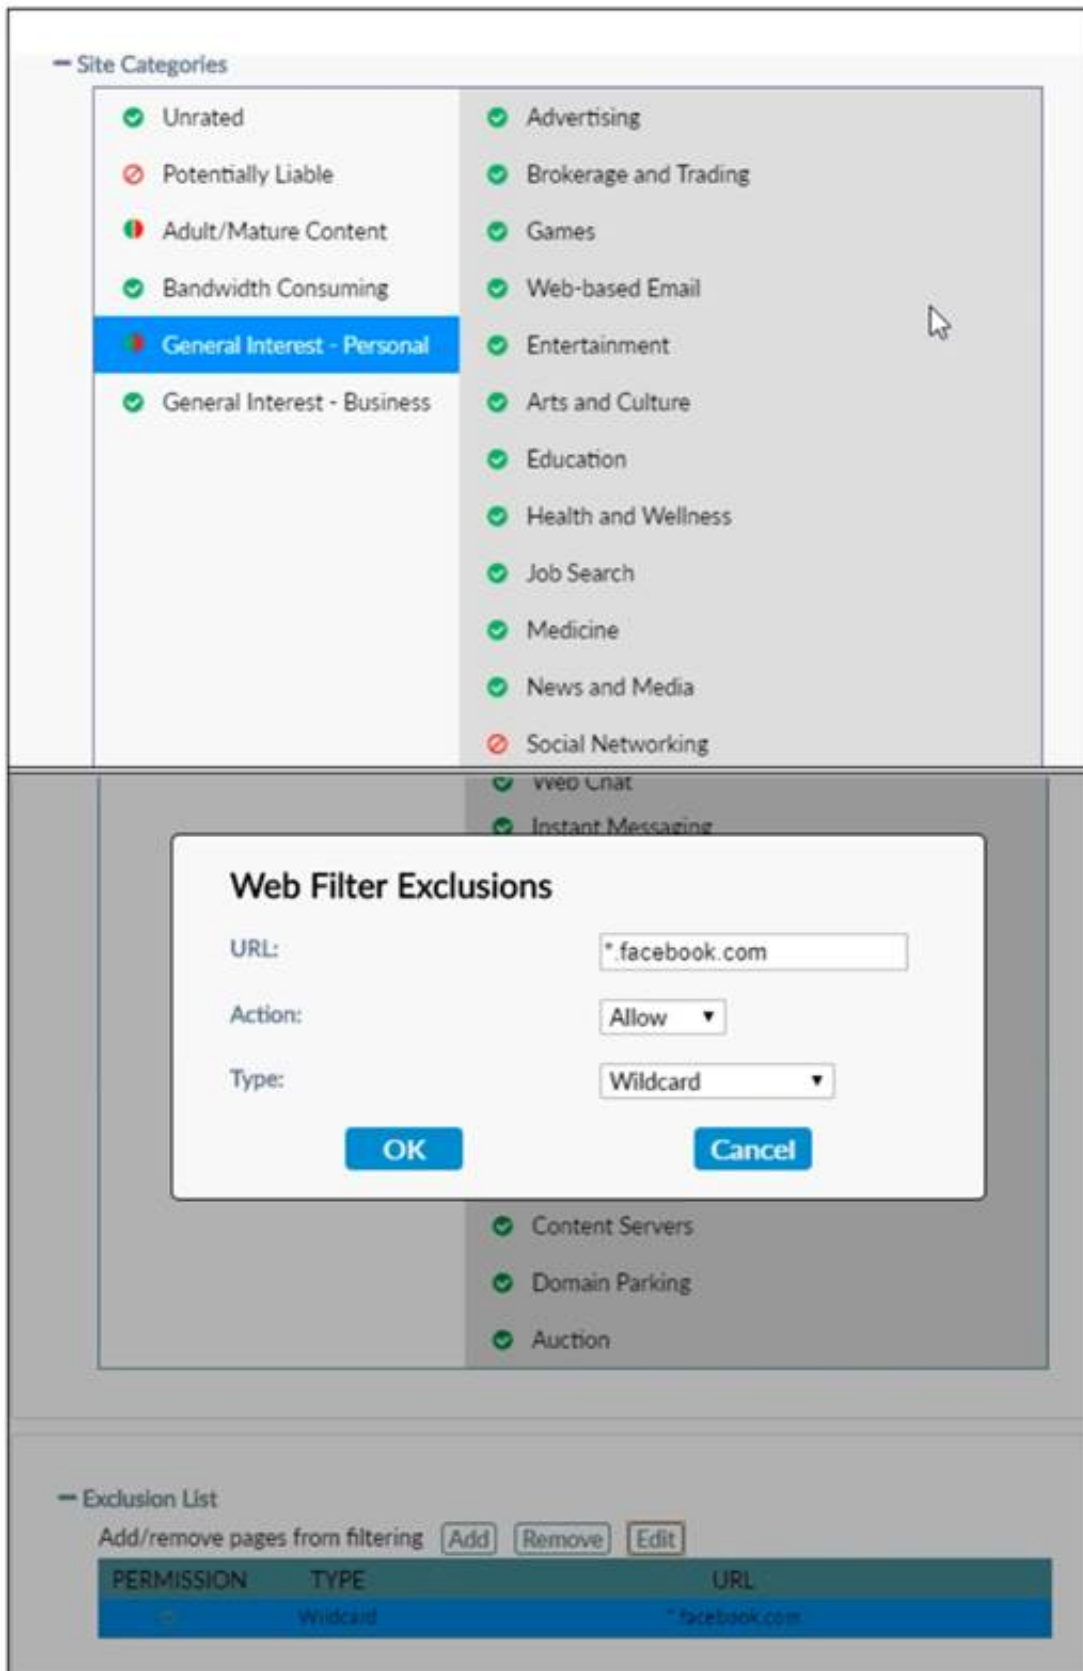 Site Categories
Unrated
Advertising
Potentially Liable
Brokerage and Trading
Adult/Mature Content
Games
Bandwidth Consuming
Web-based Email
General Interest - Personal
Entertainment
General Interest - Business
Arts and Culture
Education
Health and Wellness
Job Search
Medicine
News and Media
Social Networking
Web Chat
Instant Messaging
Web Filter Exclusions
URL: *.facebook.com
Action: Allow
Type: Wildcard
OK Cancel
Content Servers
Domain Parking
Auction
Exclusion List
Add/remove pages from filtering Add Remove Edit
PERMISSION TYPE URL
Wildcard *.facebook.com